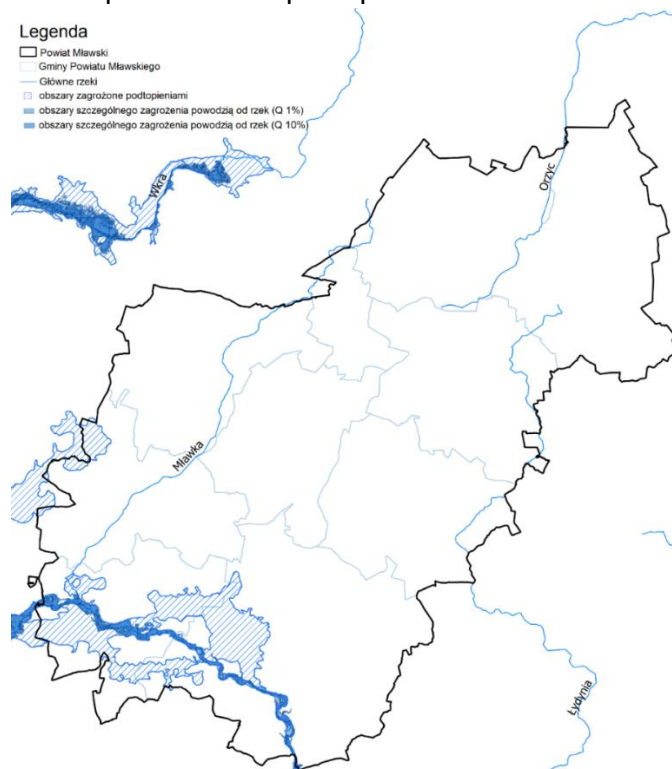 Legenda
Powiat Mławski
Gminy Powiatu Mławskiego
Główne rzeki
obszary zagrożone podtopieniami
obszary szczególnego zagrożenia powodzią od rzek (Q 1%)
obszary szczególnego zagrożenia powodzią od rzek (Q 10%)
Wkra
Orzyc
Mławka
Łydynia